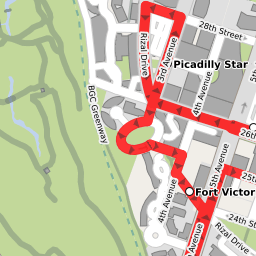 28th Street
Rizal Drive
3rd Avenue
Picadilly Star
4th Avenue
BGC Greenway
26th
5th Avenue
25th
4th Avenue
Fort Victor
24th S
Rizal Drive
5th Avenue